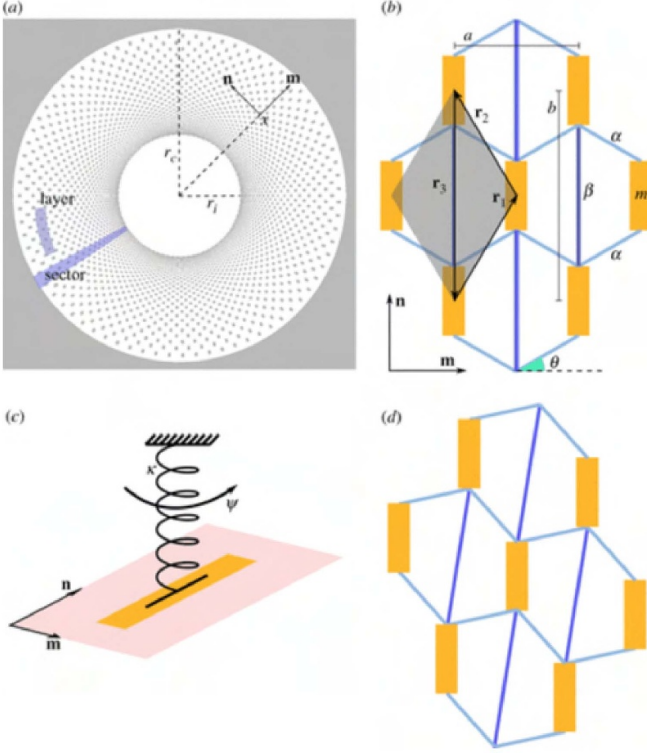 (a)
n
m
x
r_c
r_i
layer
sector
(b)
a
b
r_2
α
r_3
r_1
β
m
α
n
m
θ
(c)
κ
ψ
n
m
(d)